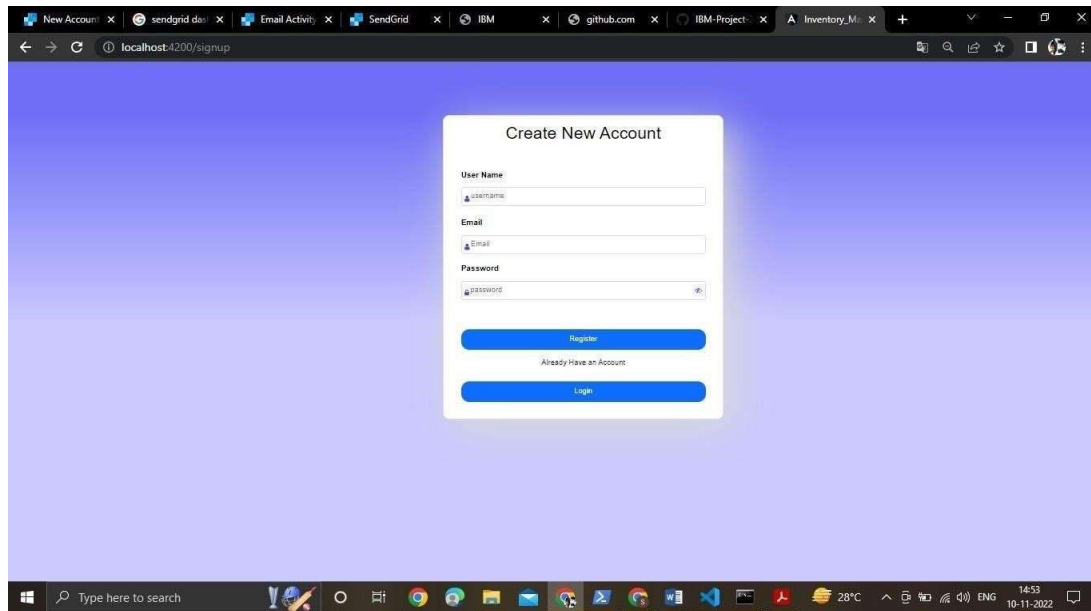 New Account
sendgrid das
Email Activity
SendGrid
IBM
github.com
IBM-Project-
Inventory_Ma
localhost:4200/signup
Create New Account
User Name
username
Email
Email
Password
password
Register
Already Have an Account
Login
Type here to search
28°C
ENG
14:53
10-11-2022